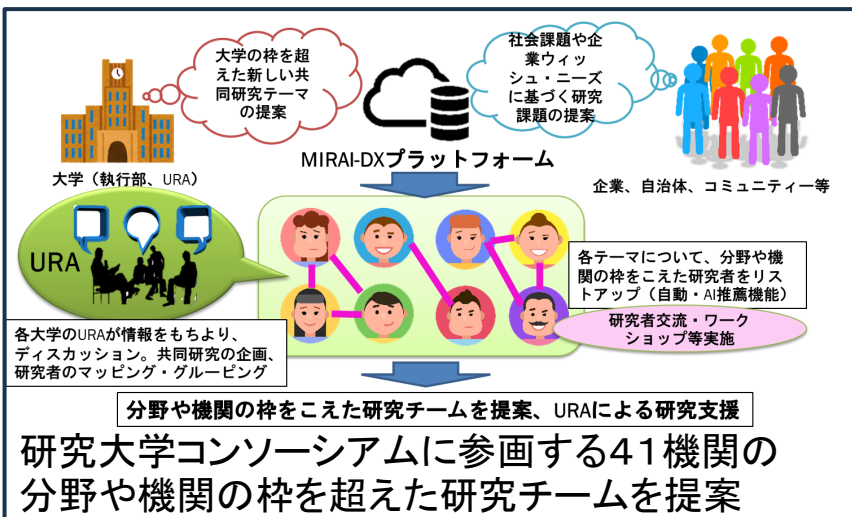 大学の枠を超
えた新しい共
同研究テーマ
の提案
社会課題や企
業ウィッ
シュ・ニーズ
に基づく研究
課題の提案
MIRAI-DXプラットフォーム
大学（執行部、URA）
企業、自治体、コミュニティー等
URA
各テーマについて、分野や機
関の枠をこえた研究者をリス
トアップ（自動・AI推薦機能）
研究者交流・ワーク
ショップ等実施
各大学のURAが情報をもちより、
ディスカッション。共同研究の企画、
研究者のマッピング・グルーピング
分野や機関の枠をこえた研究チームを提案、URAによる研究支援
研究大学コンソーシアムに参画する４１機関の
分野や機関の枠を超えた研究チームを提案